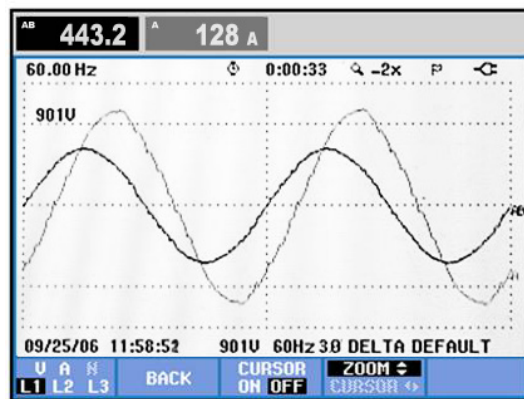 AB 443.2 A 128 A
60.00 Hz 0:00:33 -2x
901V
09/25/06 11:58:52 901V 60Hz 3Ø DELTA DEFAULT
V A N
L1 L2 L3
BACK
CURSOR
ON OFF
ZOOM
CURSOR